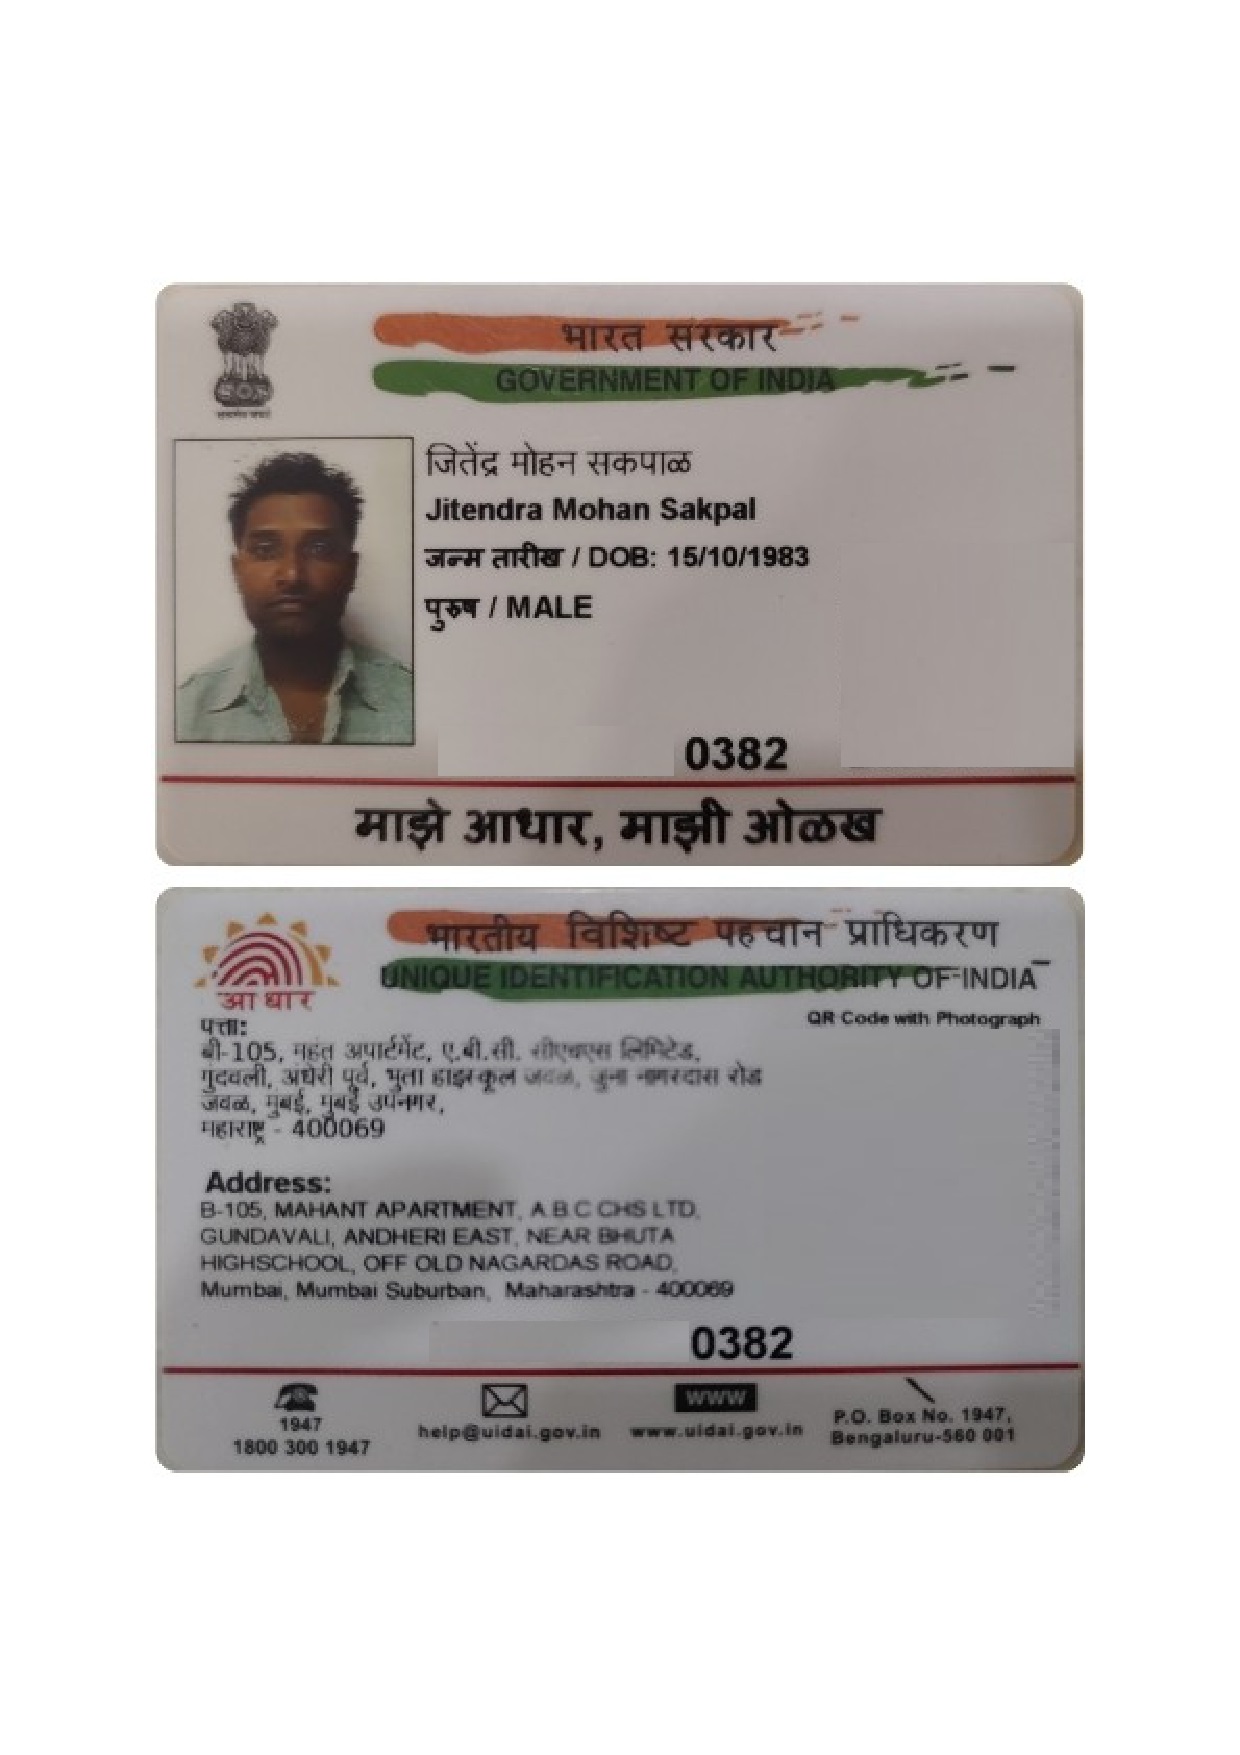 भारत सरकार
GOVERNMENT OF INDIA
जितेंद्र मोहन सकपाळ
Jitendra Mohan Sakpal
जन्म तारीख / DOB: 15/10/1983
पुरुष / MALE
0382
माझे आधार, माझी ओळख
भारतीय विशिष्ट पहचान प्राधिकरण
UNIQUE IDENTIFICATION AUTHORITY OF INDIA
आधार
QR Code with Photograph
पत्ता:
बी-105, महंत अपार्टमेंट, ए.बी.सी. सीएचएस लिमिटेड,
गुंदवली, अंधेरी पूर्व, भुता हाइस्कूल जवळ, जुना नागरदास रोड
जवळ, मुंबई, मुंबई उपनगर,
महाराष्ट्र - 400069
Address:
B-105, MAHANT APARTMENT, A.B.C CHS LTD,
GUNDAVALI, ANDHERI EAST, NEAR BHUTA
HIGHSCHOOL, OFF OLD NAGARDAS ROAD,
Mumbai, Mumbai Suburban, Maharashtra - 400069
0382
1947
1800 300 1947
help@uidai.gov.in
www
www.uidai.gov.in
P.O. Box No. 1947,
Bengaluru-560 001